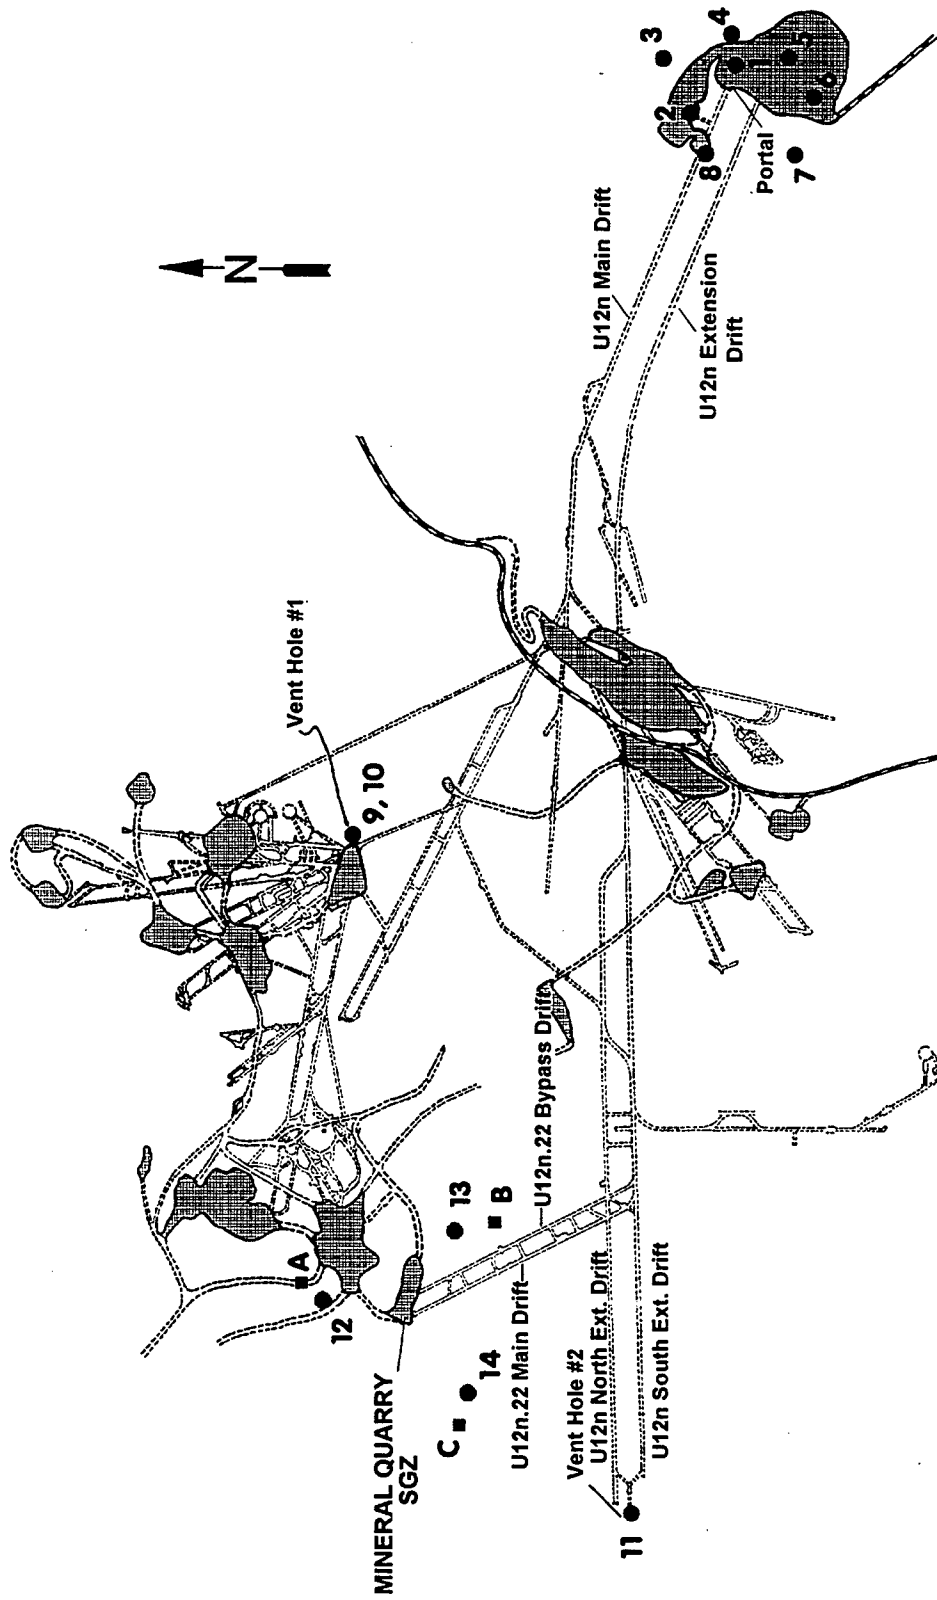 N
3
4
2
1
5
6
8
7
Portal
U12n Main Drift
U12n Extension
Drift
Vent Hole #1
9, 10
A
12
13
B
U12n.22 Bypass Drift
MINERAL QUARRY
SGZ
C
14
U12n.22 Main Drift
Vent Hole #2
U12n North Ext. Drift
U12n South Ext. Drift
11